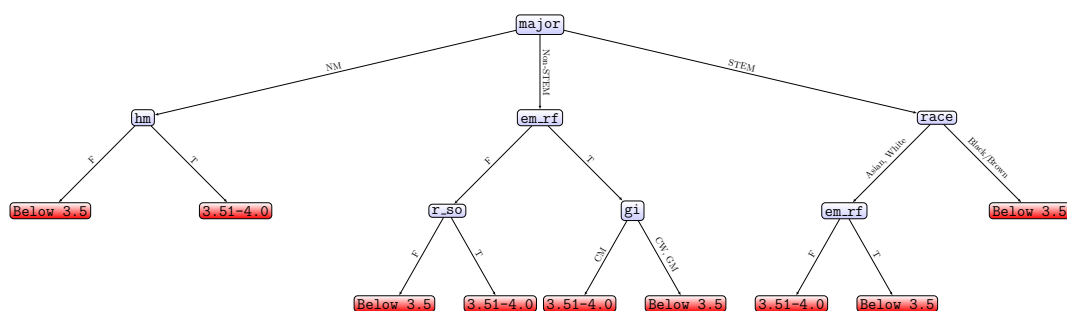 major
NM
Non-STEM
STEM
hm
em_rf
race
F
T
F
T
Asian, White
Black/Brown
Below 3.5
3.51-4.0
r_so
gi
em_rf
Below 3.5
F
T
CM
CW, GM
F
T
Below 3.5
3.51-4.0
3.51-4.0
Below 3.5
3.51-4.0
Below 3.5